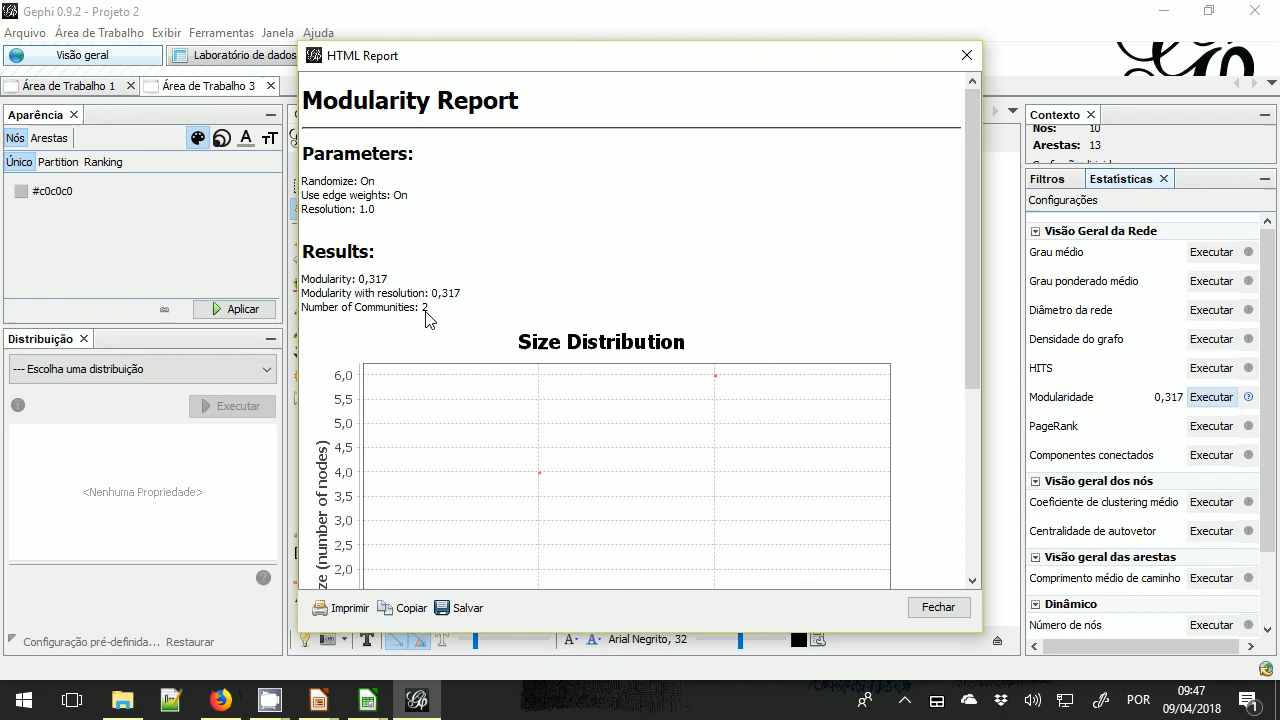 Gephi 0.9.2 - Projeto 2
Arquivo Área de Trabalho Exibir Ferramentas Janela Ajuda
Visão geral
Laboratório de dados
Área de Trabalho 1
Área de Trabalho 3
Aparência
Nós Arestas
Único Partition Ranking
#c0c0c0
Aplicar
Distribuição
--- Escolha uma distribuição
Executar
<Nenhuma Propriedade>
Configuração pré-definida... Restaurar
HTML Report
Modularity Report
Parameters:
Randomize: On
Use edge weights: On
Resolution: 1.0
Results:
Modularity: 0,317
Modularity with resolution: 0,317
Number of Communities: 2
Size Distribution
6,0
5,5
5,0
4,5
4,0
3,5
3,0
2,5
2,0
(number of nodes)
Imprimir Copiar Salvar
Fechar
Arial Negrito, 32
Contexto
Nós: 10
Arestas: 13
Filtros Estatísticas
Configurações
Visão Geral da Rede
Grau médio Executar
Grau ponderado médio Executar
Diâmetro da rede Executar
Densidade do grafo Executar
HITS Executar
Modularidade 0,317 Executar
PageRank Executar
Componentes conectados Executar
Visão geral dos nós
Coeficiente de clustering médio Executar
Centralidade de autovetor Executar
Visão geral das arestas
Comprimento médio de caminho Executar
Dinâmico
Número de nós Executar
POR
09:47
09/04/2018
1